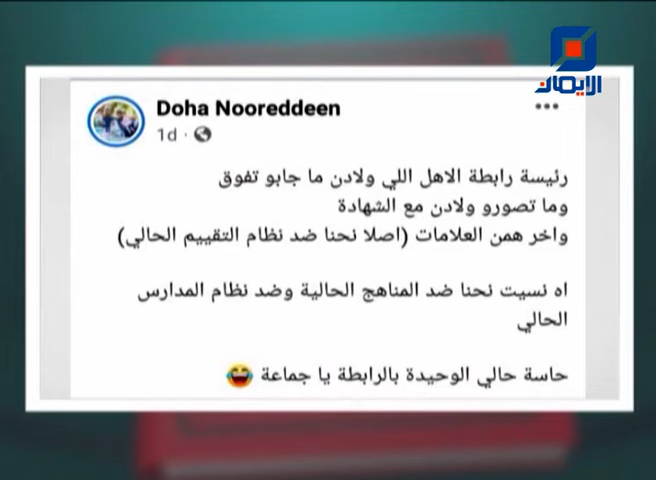 الايمان
Doha Nooreddeen
1d
رئيسة رابطة الاهل اللي ولادن ما جابو تفوق
وما تصورو ولادن مع الشهادة
واخر همن العلامات (اصلا نحنا ضد نظام التقييم الحالي)
اه نسيت نحنا ضد المناهج الحالية وضد نظام المدارس
الحالي
حاسة حالي الوحيدة بالرابطة يا جماعة 😂